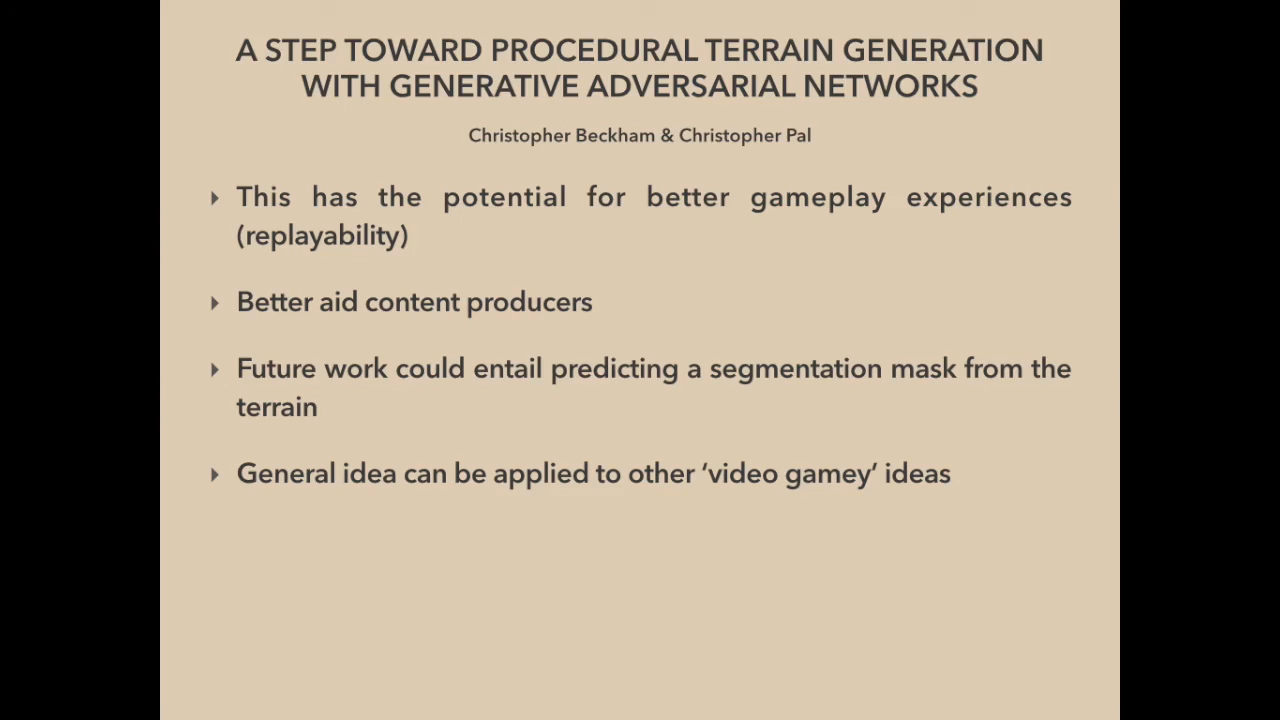 A STEP TOWARD PROCEDURAL TERRAIN GENERATION
WITH GENERATIVE ADVERSARIAL NETWORKS
Christopher Beckham & Christopher Pal
This has the potential for better gameplay experiences
(replayability)
Better aid content producers
Future work could entail predicting a segmentation mask from the
terrain
General idea can be applied to other ‘video gamey’ ideas